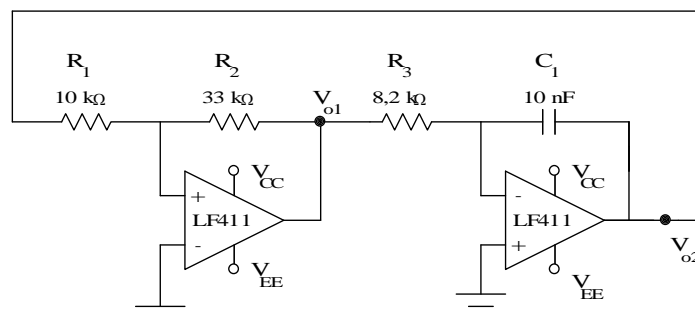 R1 R2 R3 C1
10 kΩ 33 kΩ Vo1 8,2 kΩ 10 nF
VCC VCC
+ -
LF411 LF411
- +
VEE VEE
Vo2